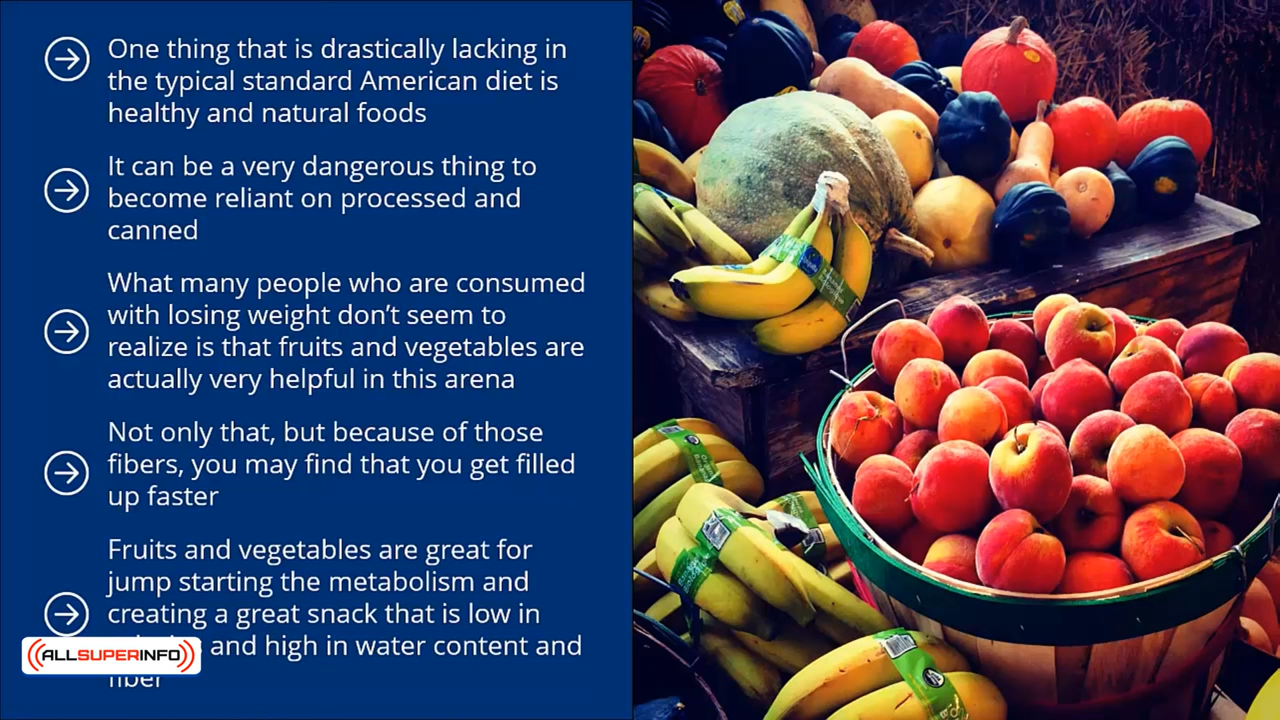 One thing that is drastically lacking in
the typical standard American diet is
healthy and natural foods
It can be a very dangerous thing to
become reliant on processed and
canned
What many people who are consumed
with losing weight don’t seem to
realize is that fruits and vegetables are
actually very helpful in this arena
Not only that, but because of those
fibers, you may find that you get filled
up faster
Fruits and vegetables are great for
jump starting the metabolism and
creating a great snack that is low in
and high in water content and
fiber
ALLSUPERINFO